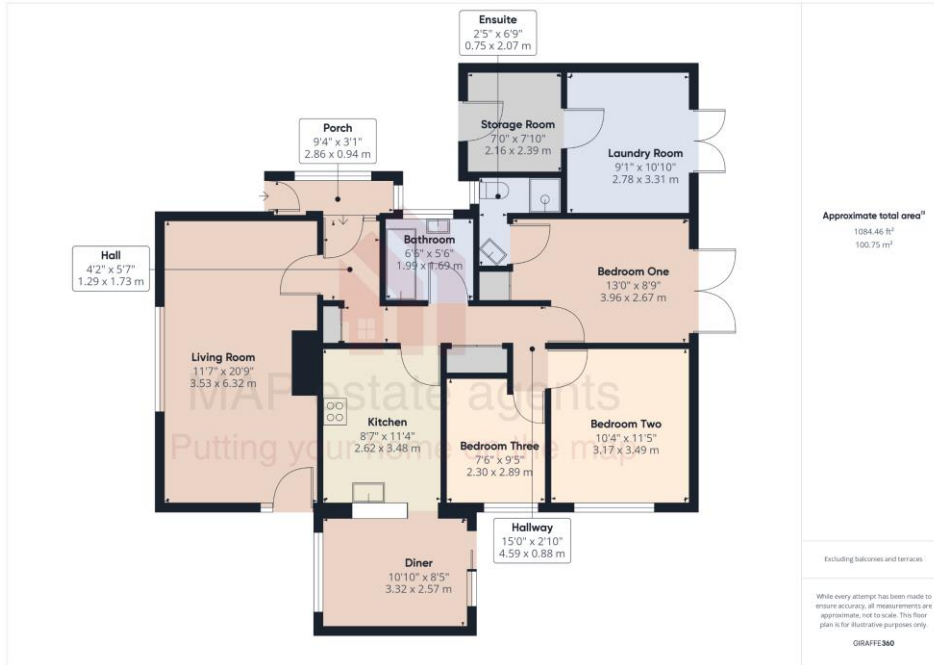 Ensuite
2'5" x 6'9"
0.75 x 2.07 m
Porch
9'4" x 3'1"
2.86 x 0.94 m
Storage Room
7'0" x 7'10"
2.16 x 2.39 m
Laundry Room
9'1" x 10'10"
2.78 x 3.31 m
Hall
4'2" x 5'7"
1.29 x 1.73 m
Bathroom
6'6" x 5'6"
1.99 x 1.69 m
Bedroom One
13'0" x 8'9"
3.96 x 2.67 m
Living Room
11'7" x 20'9"
3.53 x 6.32 m
MAP estate agents
Putting your home on the map
Kitchen
8'7" x 11'4"
2.62 x 3.48 m
Bedroom Three
7'6" x 9'5"
2.30 x 2.89 m
Bedroom Two
10'4" x 11'5"
3.17 x 3.49 m
Hallway
15'0" x 2'10"
4.59 x 0.88 m
Diner
10'10" x 8'5"
3.32 x 2.57 m
Approximate total area⁽¹⁾
1084.46 ft²
100.75 m²
Excluding balconies and terraces
While every attempt has been made to
ensure accuracy, all measurements are
approximate, not to scale. This floor
plan is for illustrative purposes only.
GIRAFFE360